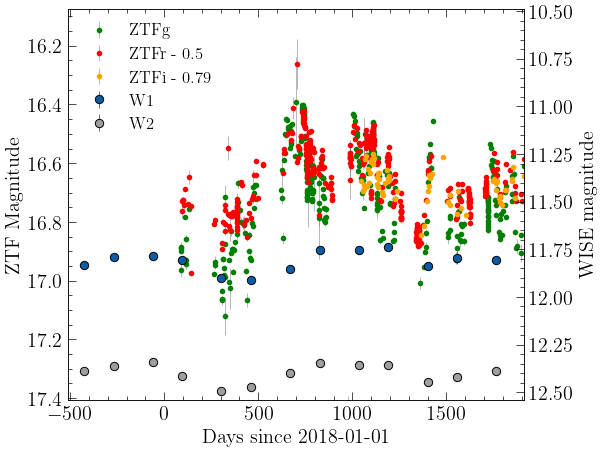 ZTFg
ZTFr - 0.5
ZTFi - 0.79
W1
W2
ZTF Magnitude
16.2
16.4
16.6
16.8
17.0
17.2
17.4
WISE magnitude
10.50
10.75
11.00
11.25
11.50
11.75
12.00
12.25
12.50
−500
0
500
1000
1500
Days since 2018-01-01